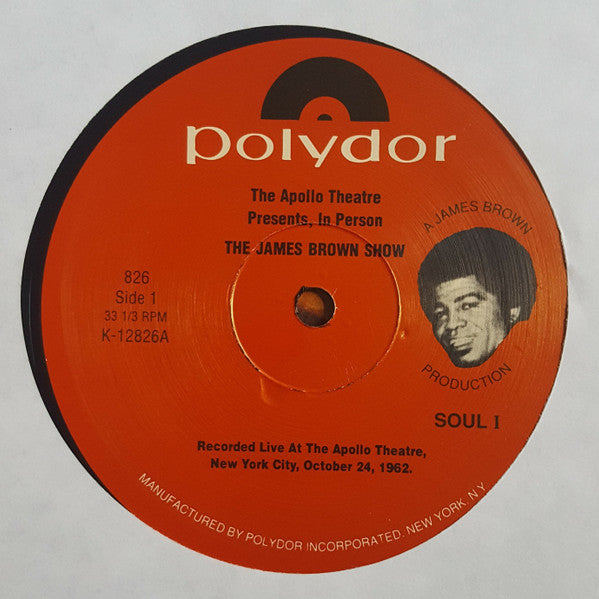 polydor
The Apollo Theatre
Presents, In Person
THE JAMES BROWN SHOW
826
Side 1
33 1/3 RPM
K-12826A
A JAMES BROWN
PRODUCTION
SOUL I
Recorded Live At The Apollo Theatre,
New York City, October 24, 1962.
MANUFACTURED BY POLYDOR INCORPORATED. NEW YORK, N.Y.